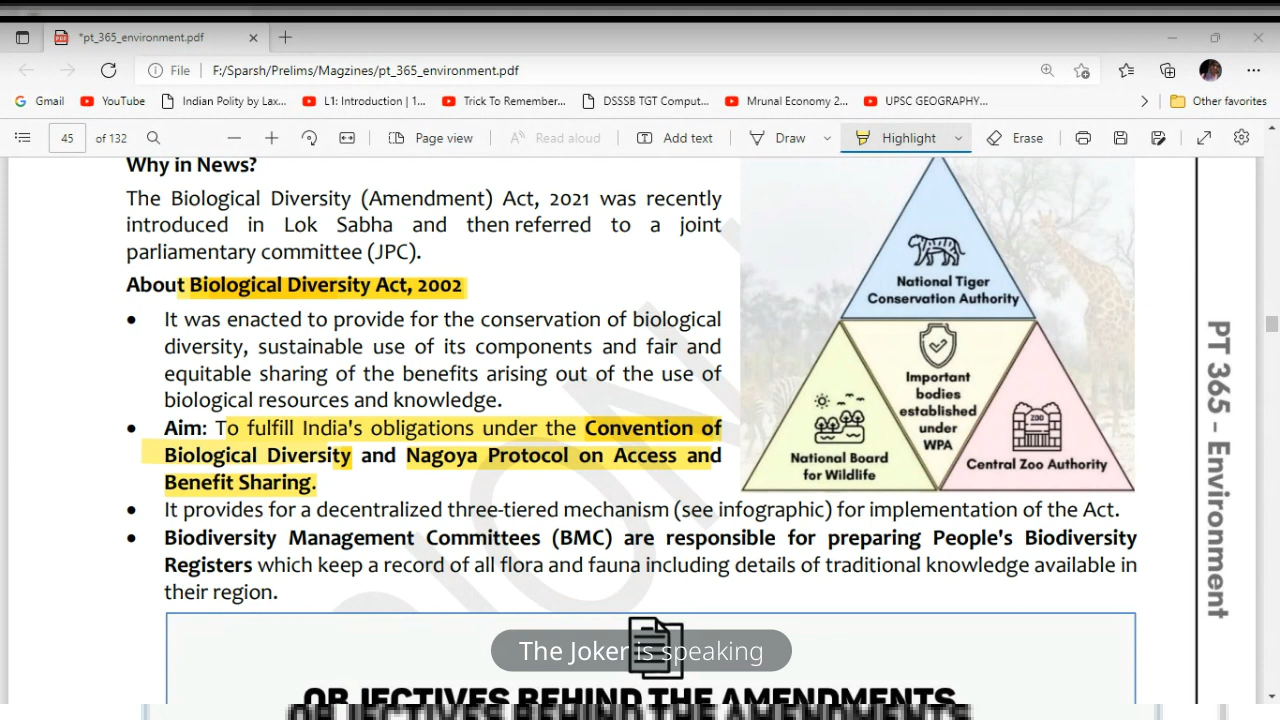 *pt_365_environment.pdf
File
F:/Sparsh/Prelims/Magzines/pt_365_environment.pdf
Gmail
YouTube
Indian Polity by Lax...
L1: Introduction | 1...
Trick To Remember...
DSSSB TGT Comput...
Mrunal Economy 2...
UPSC GEOGRAPHY...
Other favorites
45 of 132
Page view
Read aloud
Add text
Draw
Highlight
Erase
Why in News?
The Biological Diversity (Amendment) Act, 2021 was recently
introduced in Lok Sabha and then referred to a joint
parliamentary committee (JPC).
About Biological Diversity Act, 2002
• It was enacted to provide for the conservation of biological
diversity, sustainable use of its components and fair and
equitable sharing of the benefits arising out of the use of
biological resources and knowledge.
• Aim: To fulfill India's obligations under the Convention of
Biological Diversity and Nagoya Protocol on Access and
Benefit Sharing.
• It provides for a decentralized three-tiered mechanism (see infographic) for implementation of the Act.
• Biodiversity Management Committees (BMC) are responsible for preparing People's Biodiversity
Registers which keep a record of all flora and fauna including details of traditional knowledge available in
their region.
National Tiger
Conservation Authority
Important
bodies
established
under
WPA
National Board
for Wildlife
ZOO
Central Zoo Authority
PT 365 - Environment
The Joker is speaking
OBJECTIVES BEHIND THE AMENDMENTS